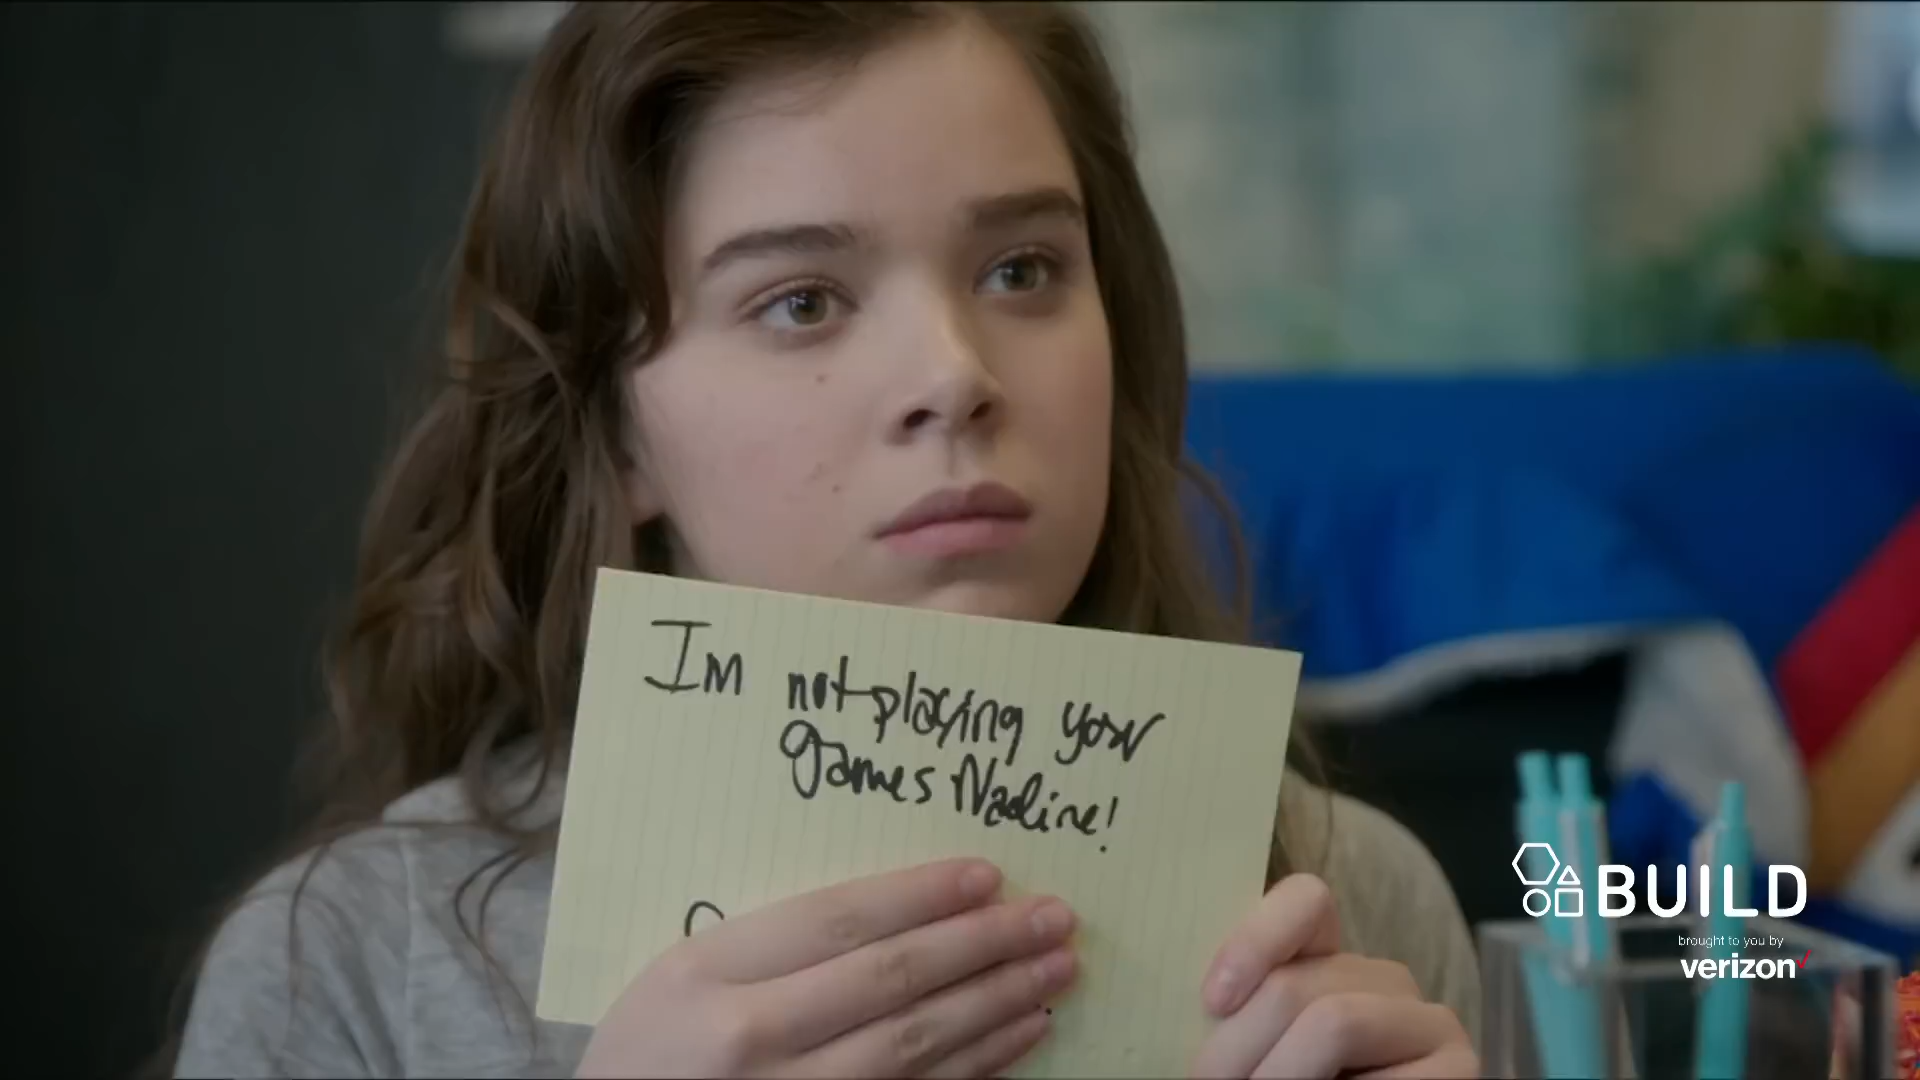 Im not playing your
games Nadine!
BUILD
brought to you by
verizon